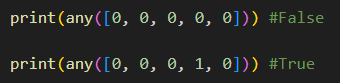 print(any([0, 0, 0, 0, 0])) #False
print(any([0, 0, 0, 1, 0])) #True